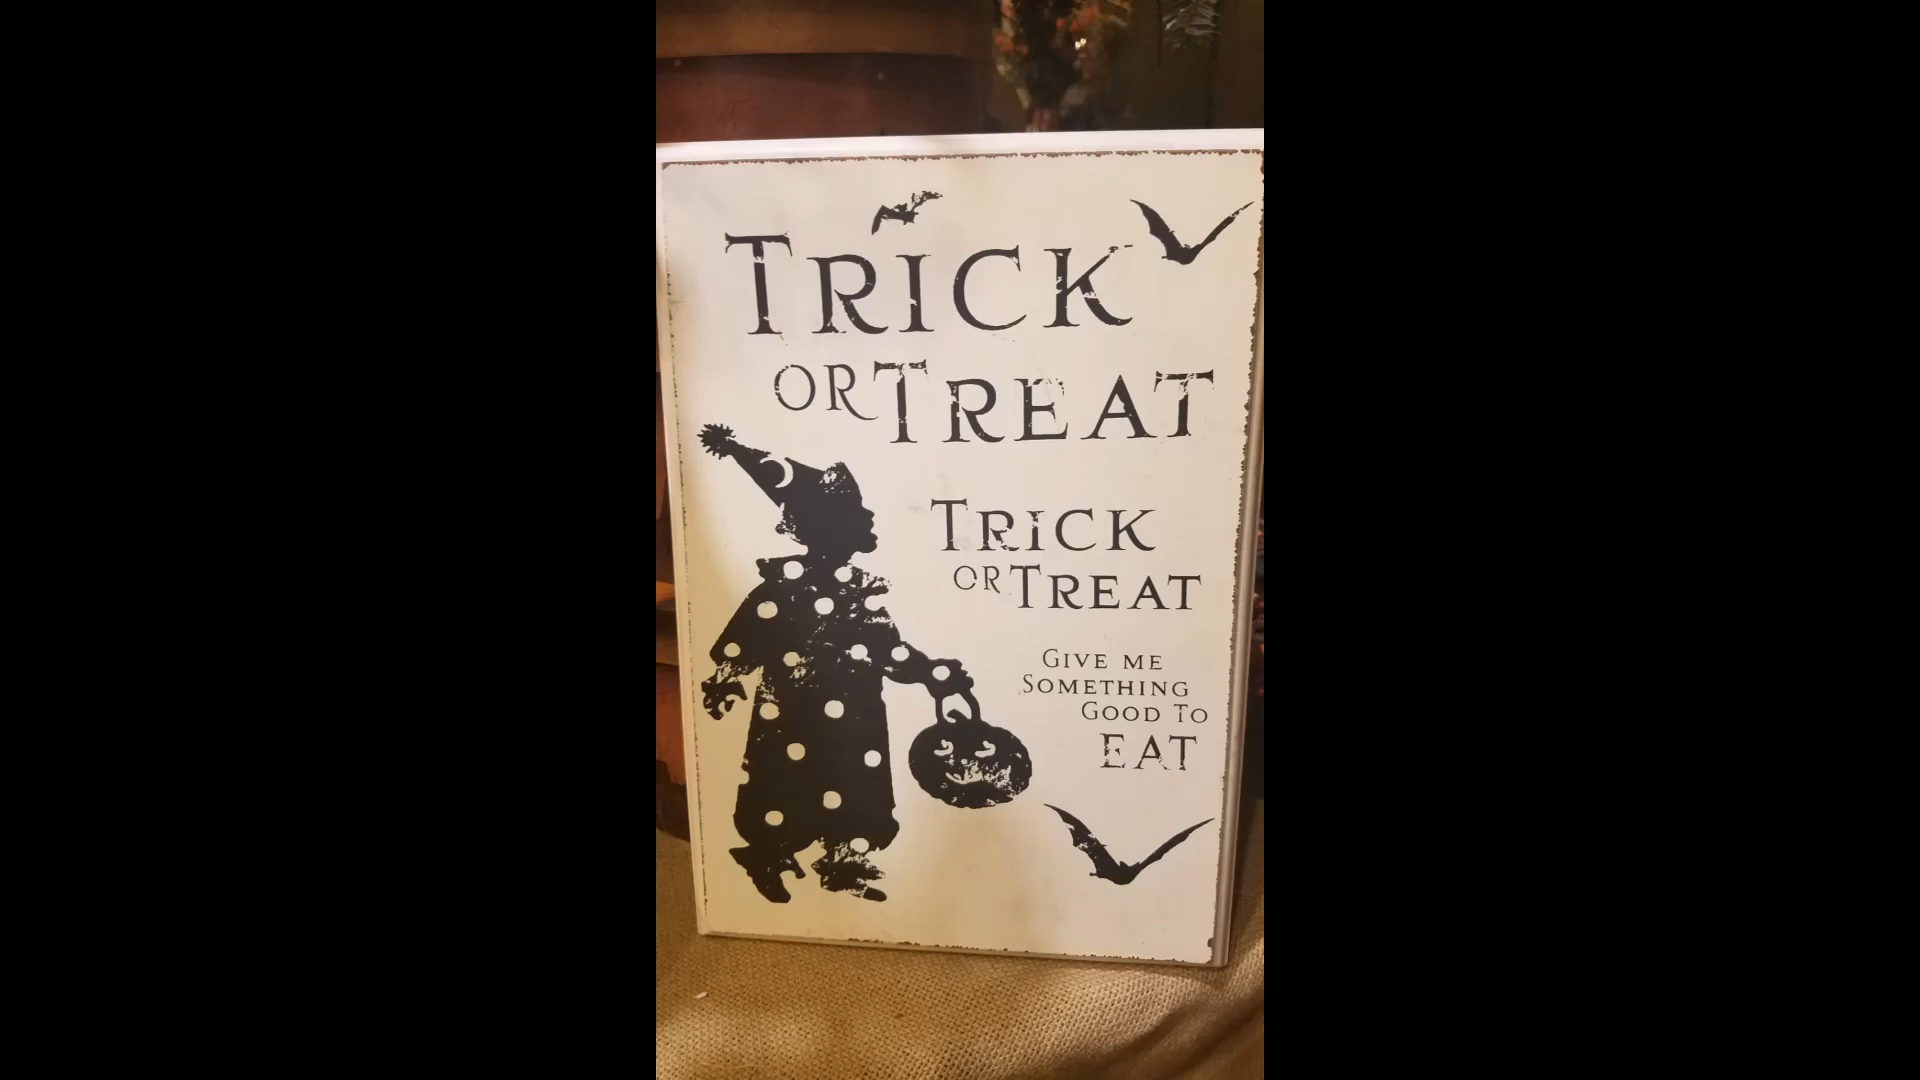 TRICK
OR TREAT
TRICK
OR TREAT
GIVE ME
SOMETHING
GOOD TO
EAT